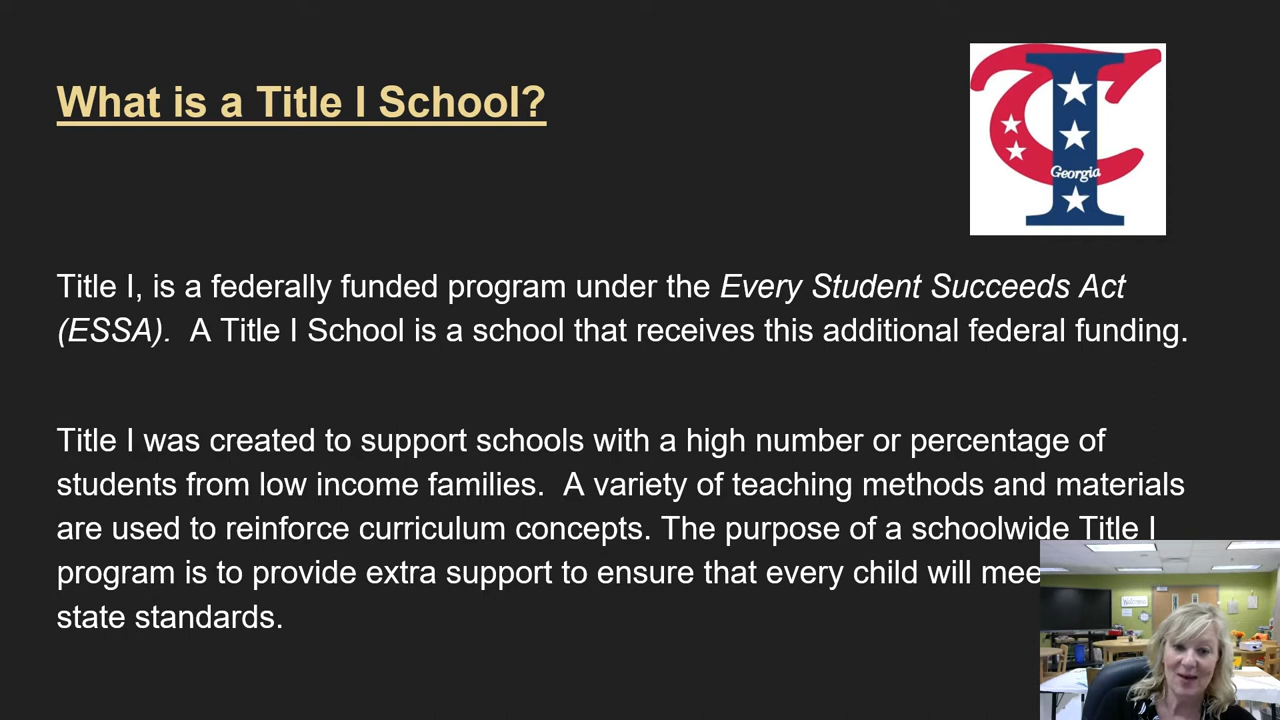 What is a Title I School?
Georgia
Title I, is a federally funded program under the Every Student Succeeds Act
(ESSA).  A Title I School is a school that receives this additional federal funding.
Title I was created to support schools with a high number or percentage of
students from low income families.  A variety of teaching methods and materials
are used to reinforce curriculum concepts. The purpose of a schoolwide Title I
program is to provide extra support to ensure that every child will mee
state standards.
Welcome